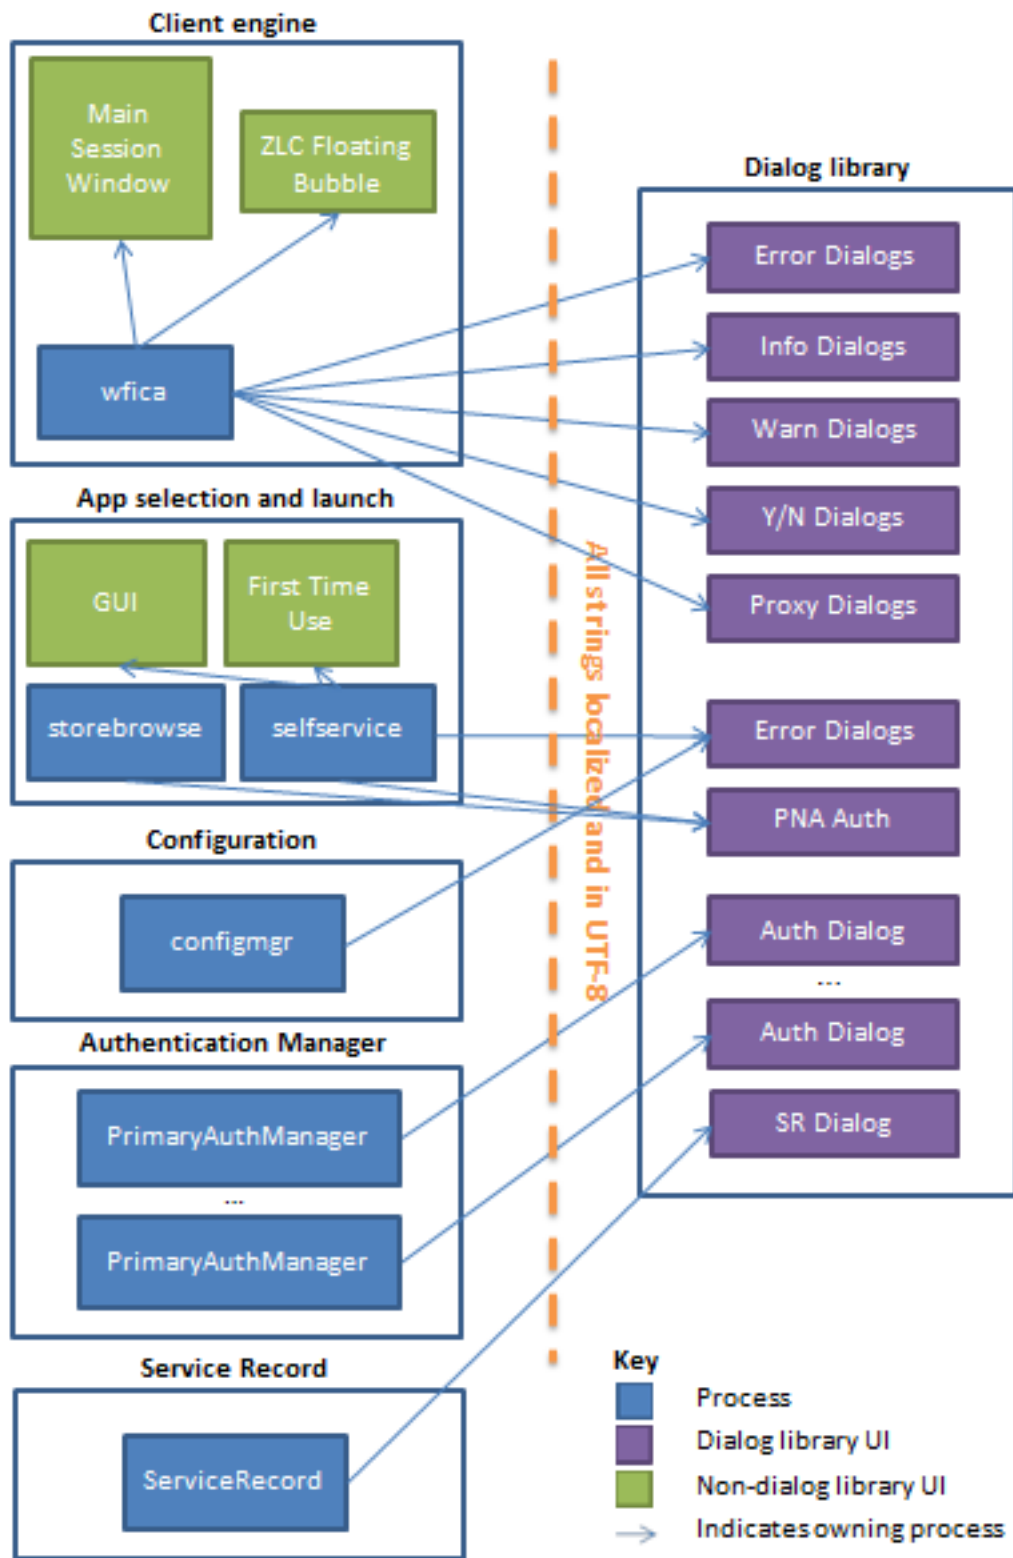 Client engine
Main
Session
Window
ZLC Floating
Bubble
wfica
App selection and launch
GUI
First Time
Use
storebrowse
selfservice
Configuration
configmgr
Authentication Manager
PrimaryAuthManager
...
PrimaryAuthManager
Service Record
ServiceRecord
All strings localized and in UTF-8
Dialog library
Error Dialogs
Info Dialogs
Warn Dialogs
Y/N Dialogs
Proxy Dialogs
Error Dialogs
PNA Auth
Auth Dialog
...
Auth Dialog
SR Dialog
Key
Process
Dialog library UI
Non-dialog library UI
Indicates owning process